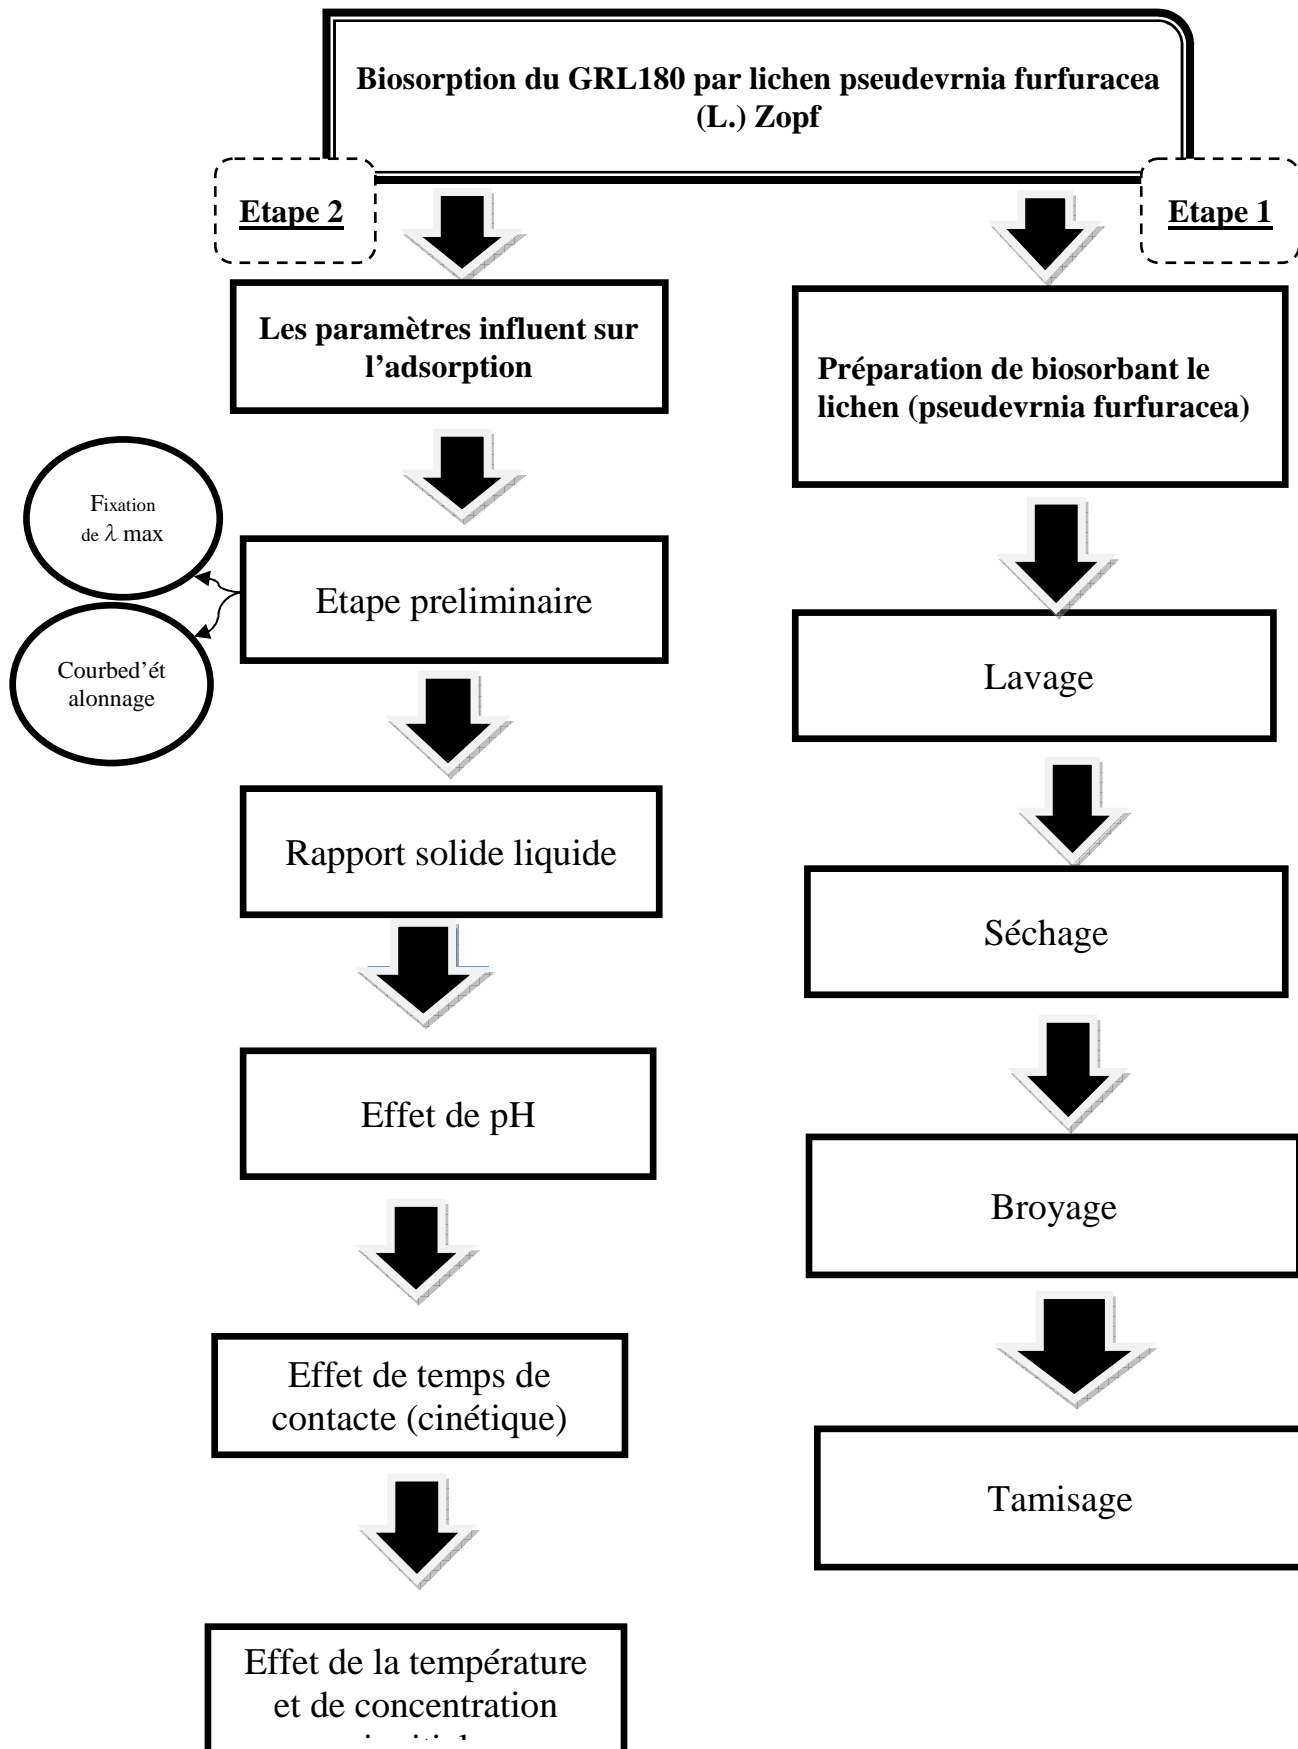 Biosorption du GRL180 par lichen pseudevrnia furfuracea
(L.) Zopf
Etape 2
Etape 1
Les paramètres influent sur
l’adsorption
Préparation de biosorbant le
lichen (pseudevrnia furfuracea)
Fixation
de λ max
Etape preliminaire
Courbed’ét
alonnage
Lavage
Rapport solide liquide
Séchage
Effet de pH
Broyage
Effet de temps de
contacte (cinétique)
Tamisage
Effet de la température
et de concentration